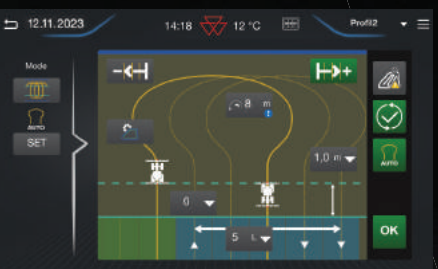 12.11.2023
14:18
12 °C
Profil2
Mode
8 m
AUTO
SET
1,0 m
AUTO
0
5
OK